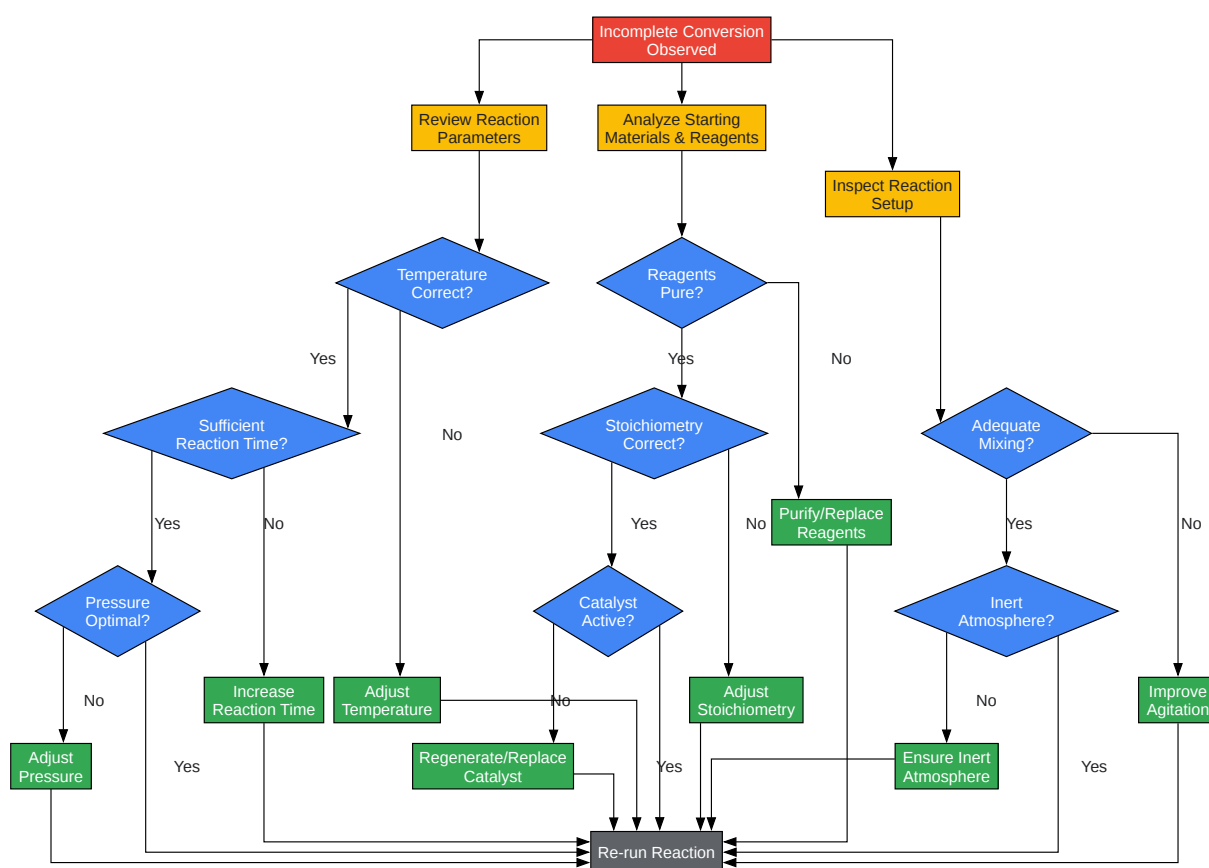 Incomplete Conversion
Observed
Review Reaction
Parameters
Analyze Starting
Materials & Reagents
Inspect Reaction
Setup
Temperature
Correct?
Reagents
Pure?
Yes
Yes
No
Sufficient
Reaction Time?
No
Stoichiometry
Correct?
Adequate
Mixing?
Yes
No
Yes
No
Purify/Replace
Reagents
Yes
No
Pressure
Optimal?
Catalyst
Active?
Inert
Atmosphere?
No
Increase
Reaction Time
Adjust
Temperature
No
Adjust
Stoichiometry
No
Improve
Agitation
Adjust
Pressure
Yes
Regenerate/Replace
Catalyst
Yes
Ensure Inert
Atmosphere
Yes
Re-run Reaction